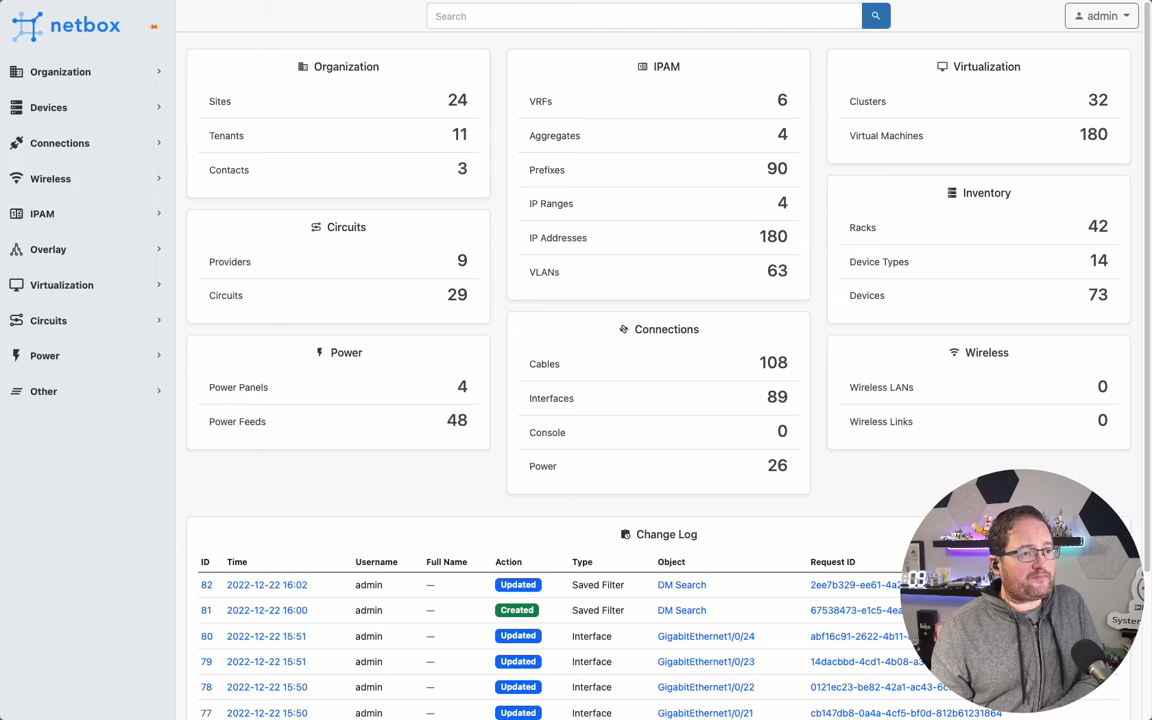 netbox
Search
admin
Organization
Devices
Connections
Wireless
IPAM
Overlay
Virtualization
Circuits
Power
Other
Organization
Sites 24
Tenants 11
Contacts 3
Circuits
Providers 9
Circuits 29
Power
Power Panels 4
Power Feeds 48
IPAM
VRFs 6
Aggregates 4
Prefixes 90
IP Ranges 4
IP Addresses 180
VLANs 63
Connections
Cables 108
Interfaces 89
Console 0
Power 26
Virtualization
Clusters 32
Virtual Machines 180
Inventory
Racks 42
Device Types 14
Devices 73
Wireless
Wireless LANs 0
Wireless Links 0
Change Log
ID Time Username Full Name Action Type Object Request ID
82 2022-12-22 16:02 admin — Updated Saved Filter DM Search 2ee7b329-ee61-4a2
81 2022-12-22 16:00 admin — Created Saved Filter DM Search 67538473-e1c5-4ea
80 2022-12-22 15:51 admin — Updated Interface GigabitEthernet1/0/24 abf16c91-2622-4b11-
79 2022-12-22 15:51 admin — Updated Interface GigabitEthernet1/0/23 14dacbbd-4cd1-4b08-a3
78 2022-12-22 15:50 admin — Updated Interface GigabitEthernet1/0/22 0121ec23-be82-42a1-ac43-6c
77 2022-12-22 15:50 admin — Updated Interface GigabitEthernet1/0/21 cb147db8-0a4a-4cf5-bf0d-812b61231864
System